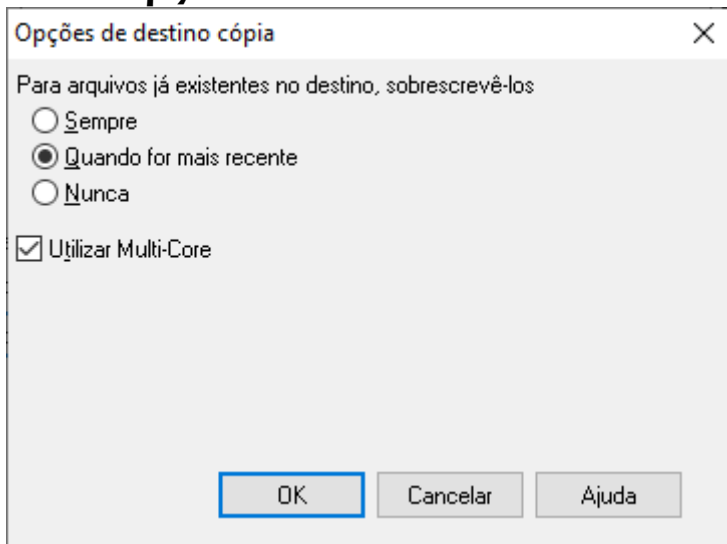 Opções de destino cópia
Para arquivos já existentes no destino, sobrescrevê-los
Sempre
Quando for mais recente
Nunca
Utilizar Multi-Core
OK Cancelar Ajuda